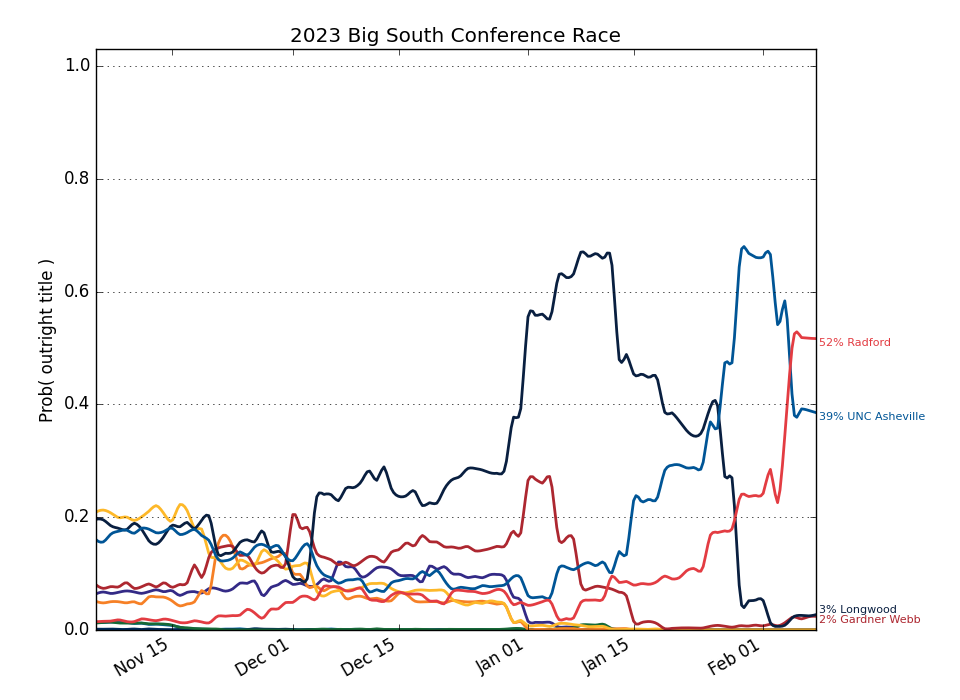 2023 Big South Conference Race
1.0
0.8
0.6
0.4
0.2
0.0
Prob( outright title )
52% Radford
39% UNC Asheville
3% Longwood
2% Gardner Webb
Nov 15
Dec 01
Dec 15
Jan 01
Jan 15
Feb 01